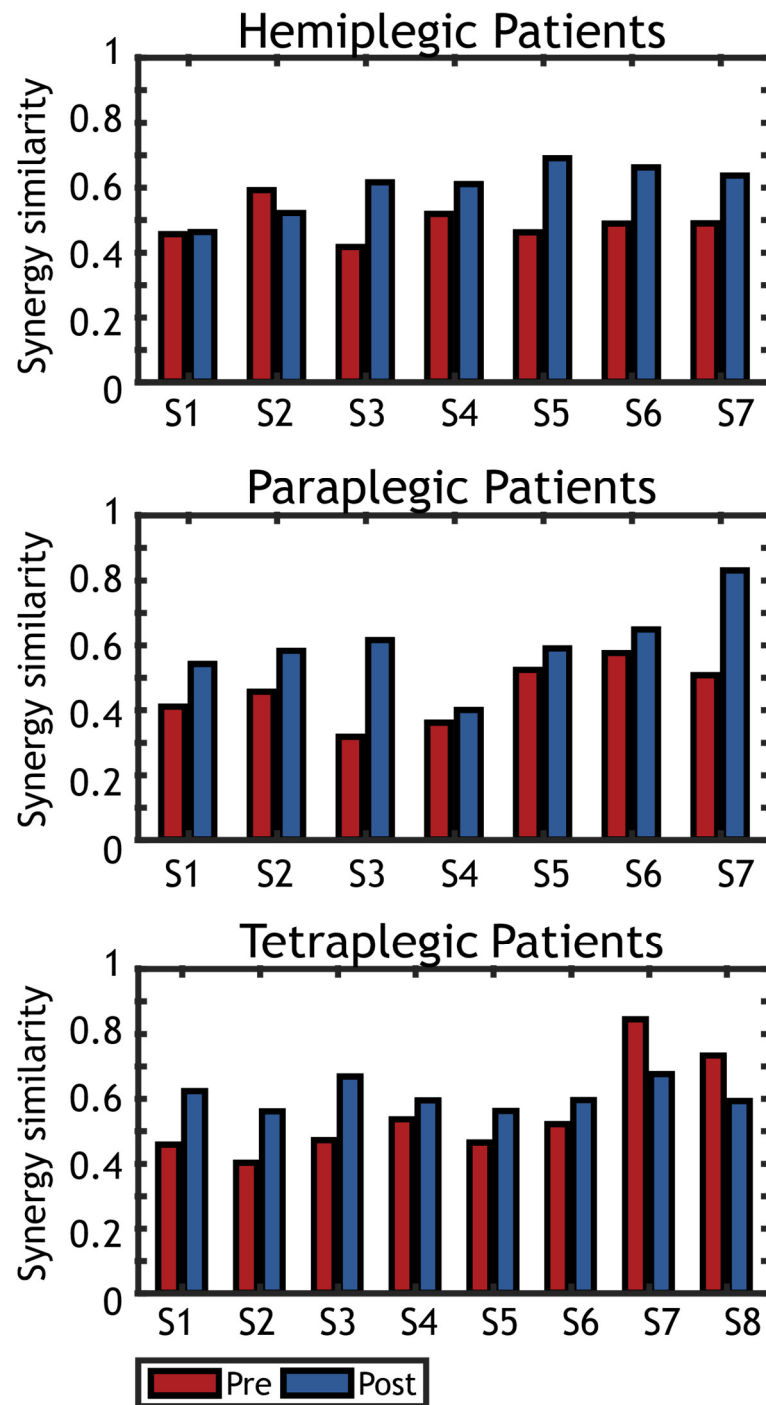 Hemiplegic Patients
Synergy similarity
1
0.8
0.6
0.4
0.2
0
S1 S2 S3 S4 S5 S6 S7
Paraplegic Patients
Synergy similarity
1
0.8
0.6
0.4
0.2
0
S1 S2 S3 S4 S5 S6 S7
Tetraplegic Patients
Synergy similarity
1
0.8
0.6
0.4
0.2
0
S1 S2 S3 S4 S5 S6 S7 S8
Pre Post